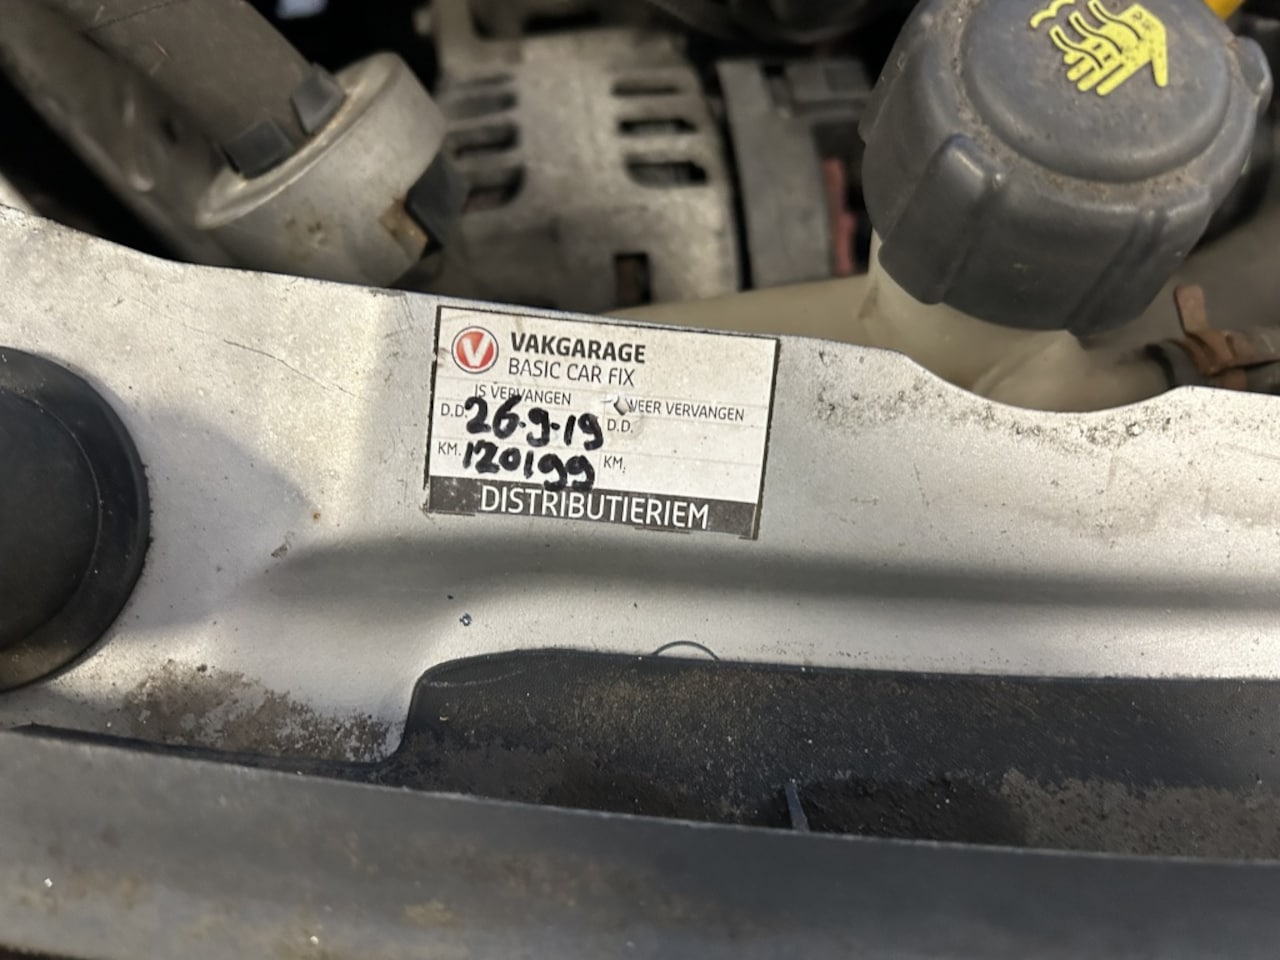 V VAKGARAGE
BASIC CAR FIX
IS VERVANGEN WEER VERVANGEN
D.D. 26-9-19 D.D.
KM. 120199 KM.
DISTRIBUTIERIEM